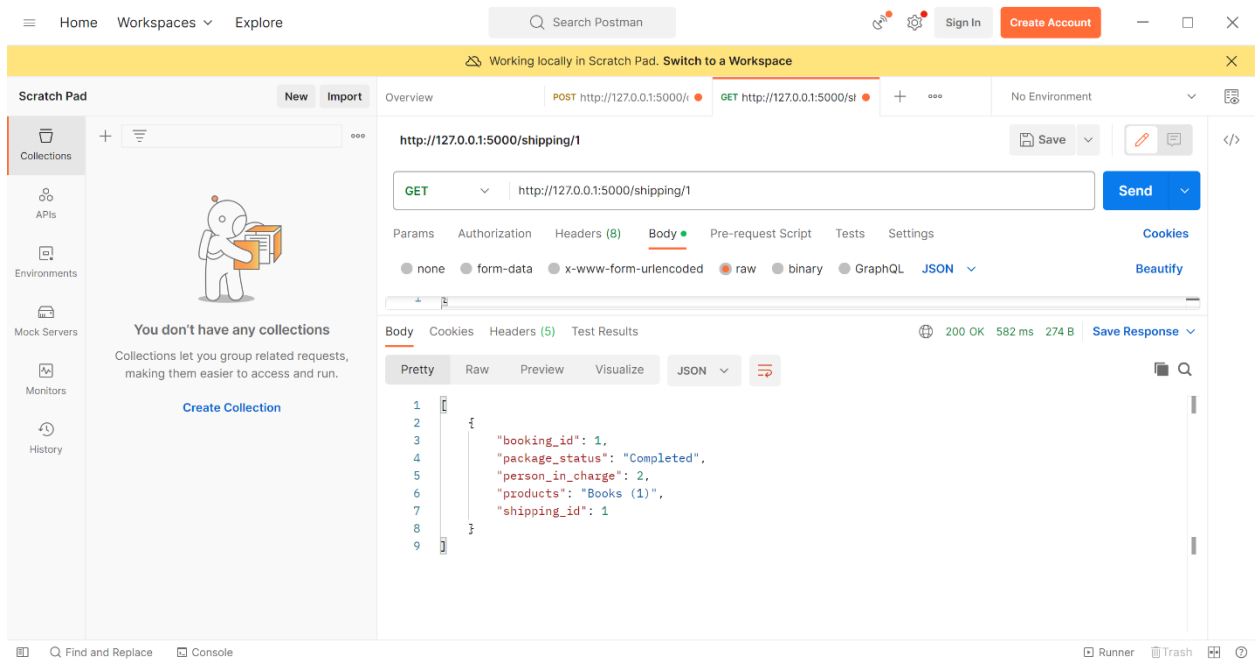 Home Workspaces Explore Search Postman Sign In Create Account
Working locally in Scratch Pad. Switch to a Workspace
Scratch Pad New Import Overview POST http://127.0.0.1:5000/ GET http://127.0.0.1:5000/sh No Environment
Collections
APIs
Environments
Mock Servers
Monitors
History
You don't have any collections
Collections let you group related requests,
making them easier to access and run.
Create Collection
http://127.0.0.1:5000/shipping/1 Save
GET http://127.0.0.1:5000/shipping/1 Send
Params Authorization Headers (8) Body Pre-request Script Tests Settings Cookies
none form-data x-www-form-urlencoded raw binary GraphQL JSON Beautify
Body Cookies Headers (5) Test Results 200 OK 582 ms 274 B Save Response
Pretty Raw Preview Visualize JSON
1 [
2 {
3 "booking_id": 1,
4 "package_status": "Completed",
5 "person_in_charge": 2,
6 "products": "Books (1)",
7 "shipping_id": 1
8 }
9 ]
Find and Replace Console Runner Trash